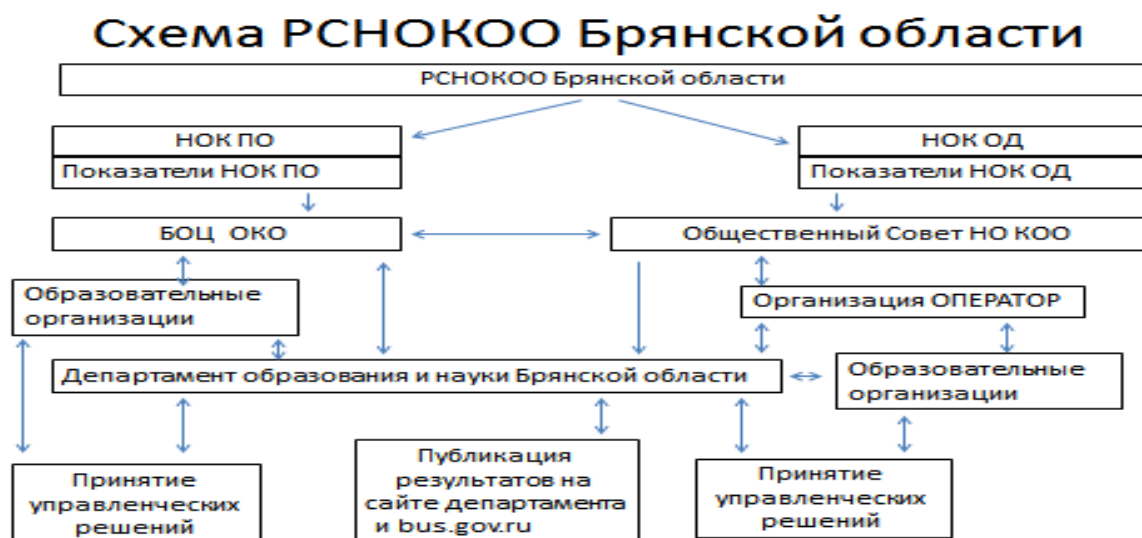 Схема РСНОКОО Брянской области
РСНОКОО Брянской области
НОК ПО
НОК ОД
Показатели НОК ПО
Показатели НОК ОД
БОЦ ОКО
Общественный Совет НО КОО
Образовательные
организации
Организация ОПЕРАТОР
Департамент образования и науки Брянской области
Образовательные
организации
Принятие
управленческих
решений
Публикация
результатов на
сайте департамента
и bus.gov.ru
Принятие
управленческих
решений